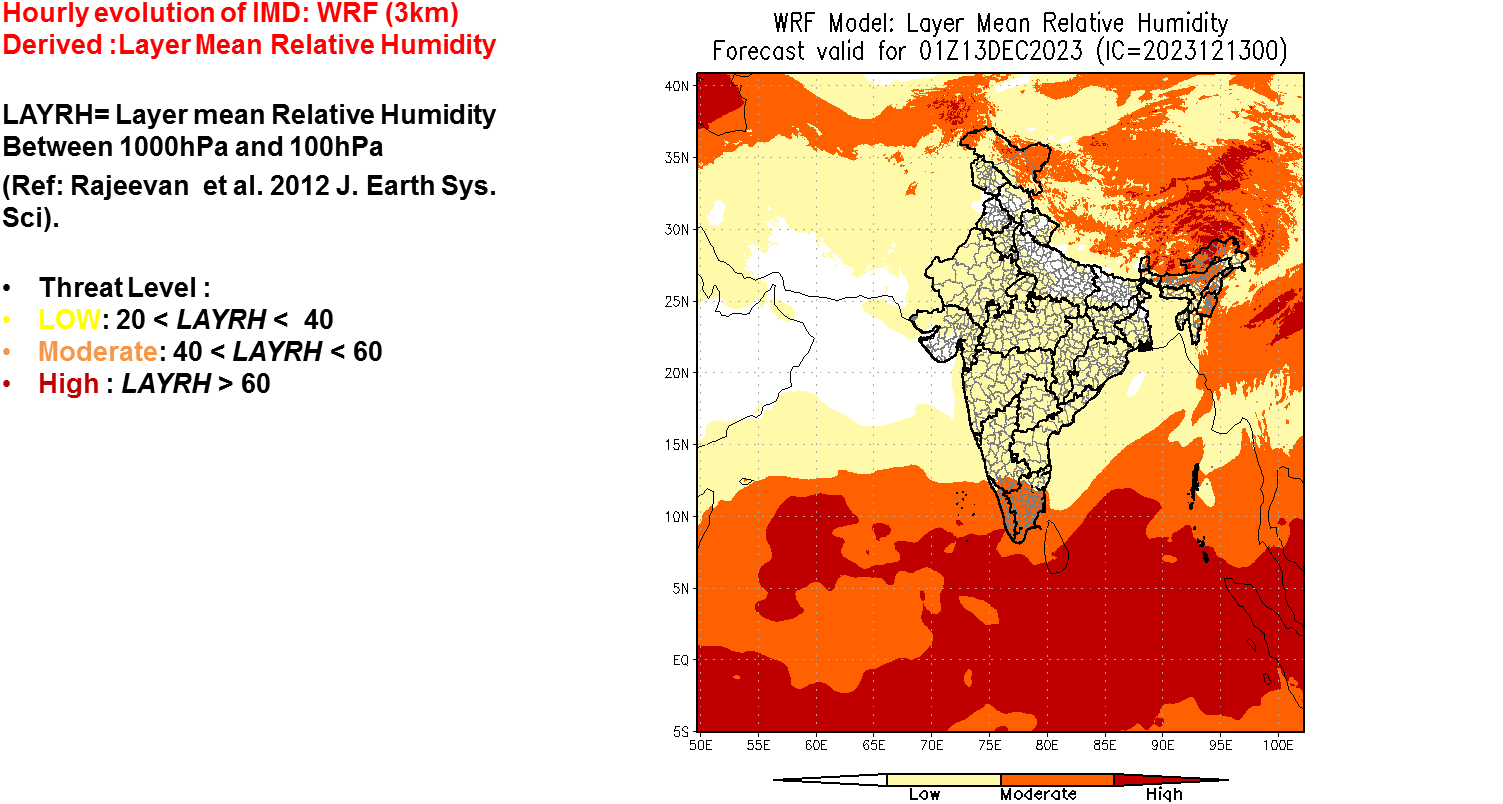 Hourly evolution of IMD: WRF (3km)
Derived :Layer Mean Relative Humidity
LAYRH= Layer mean Relative Humidity
Between 1000hPa and 100hPa
(Ref: Rajeevan et al. 2012 J. Earth Sys.
Sci).
• Threat Level :
• LOW: 20 < LAYRH < 40
• Moderate: 40 < LAYRH < 60
• High : LAYRH > 60
WRF Model: Layer Mean Relative Humidity
Forecast valid for 01Z13DEC2023 (IC=2023121300)
40N
35N
30N
25N
20N
15N
10N
5N
EQ
5S
50E 55E 60E 65E 70E 75E 80E 85E 90E 95E 100E
Low Moderate High